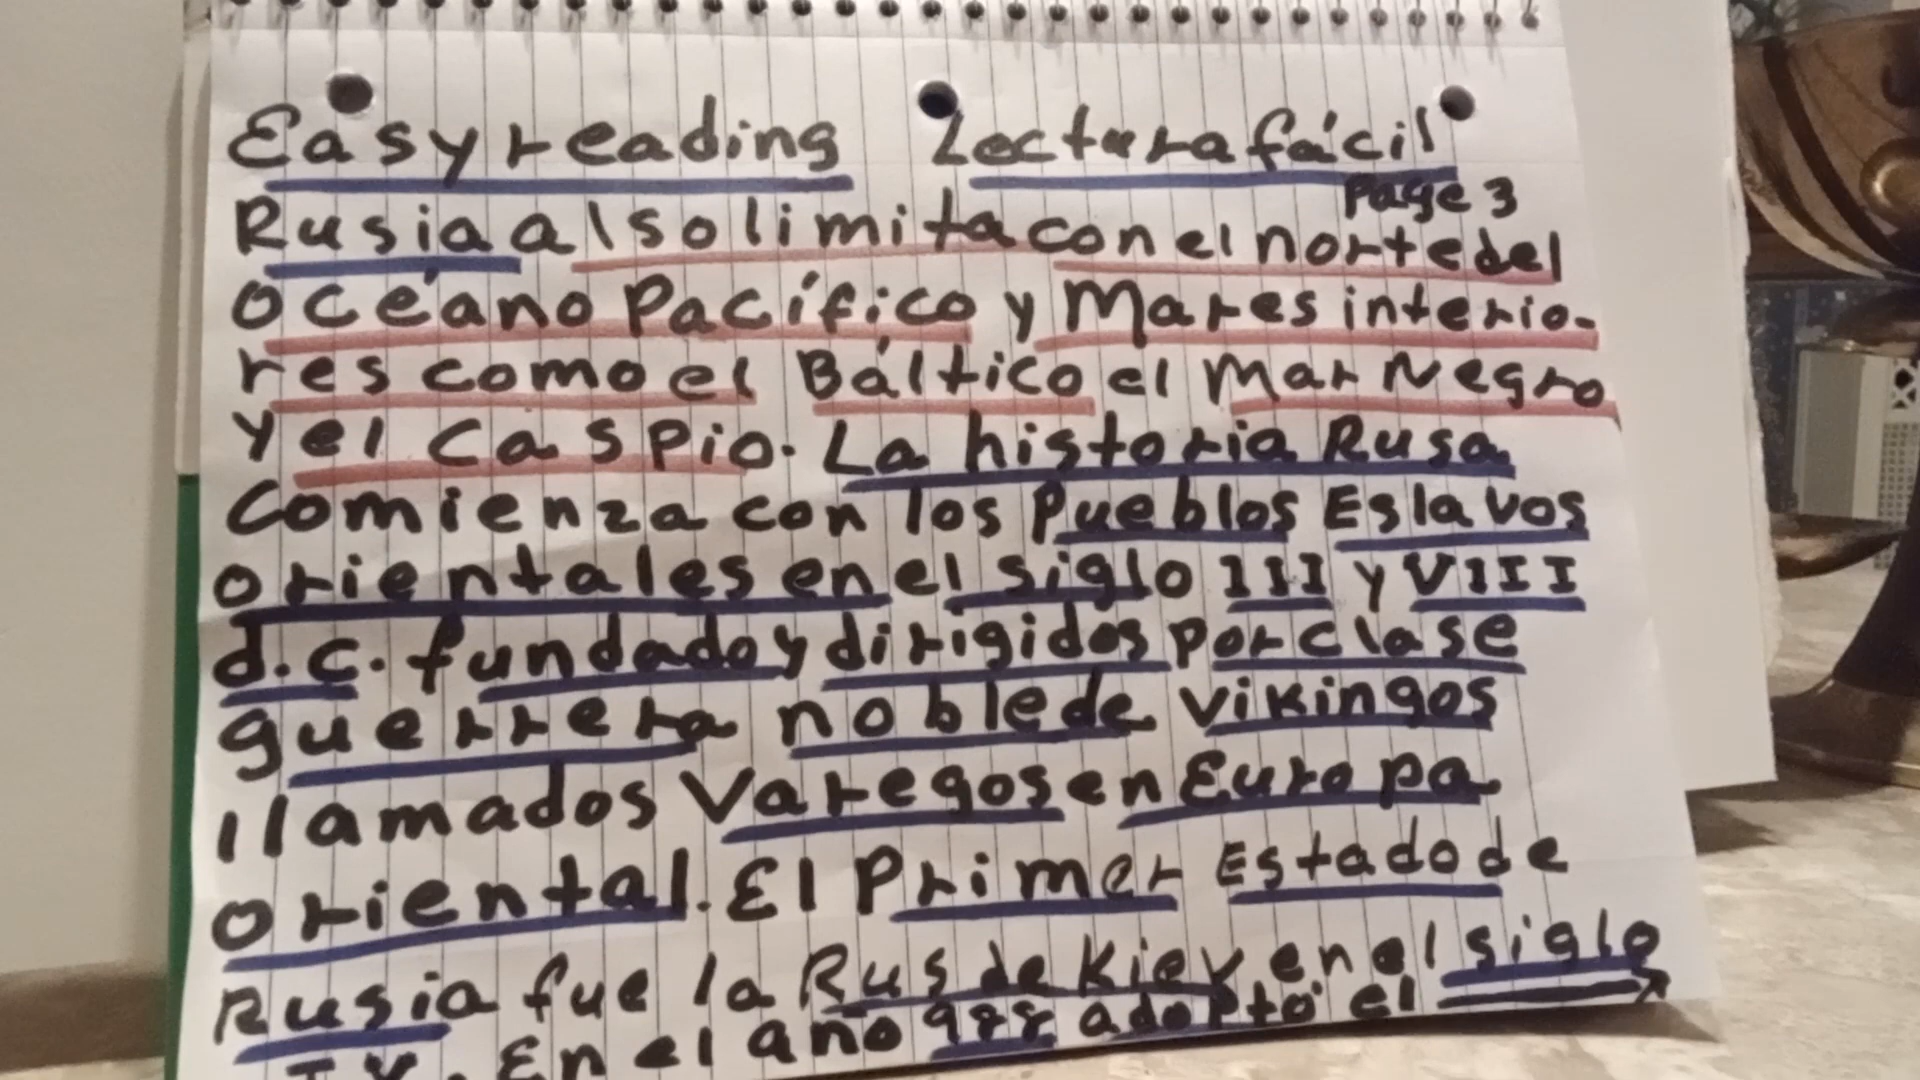 Easy reading Lectura fácil
Page 3
Rusia also limita con el norte del
Océano Pacífico y Mares interio-
res como el Báltico el Mar Negro
y el Caspio. La historia Rusa
Comienza con los Pueblos Eslavos
orientales en el siglo III y VIII
d.c. fundado y dirigidos por clase
guerrera noble de vikingos
llamados Varegos en Europa
Oriental. El Primer Estado de
Rusia fue la Rus de Kiev en el siglo
IX. En el año 988 adoptó el